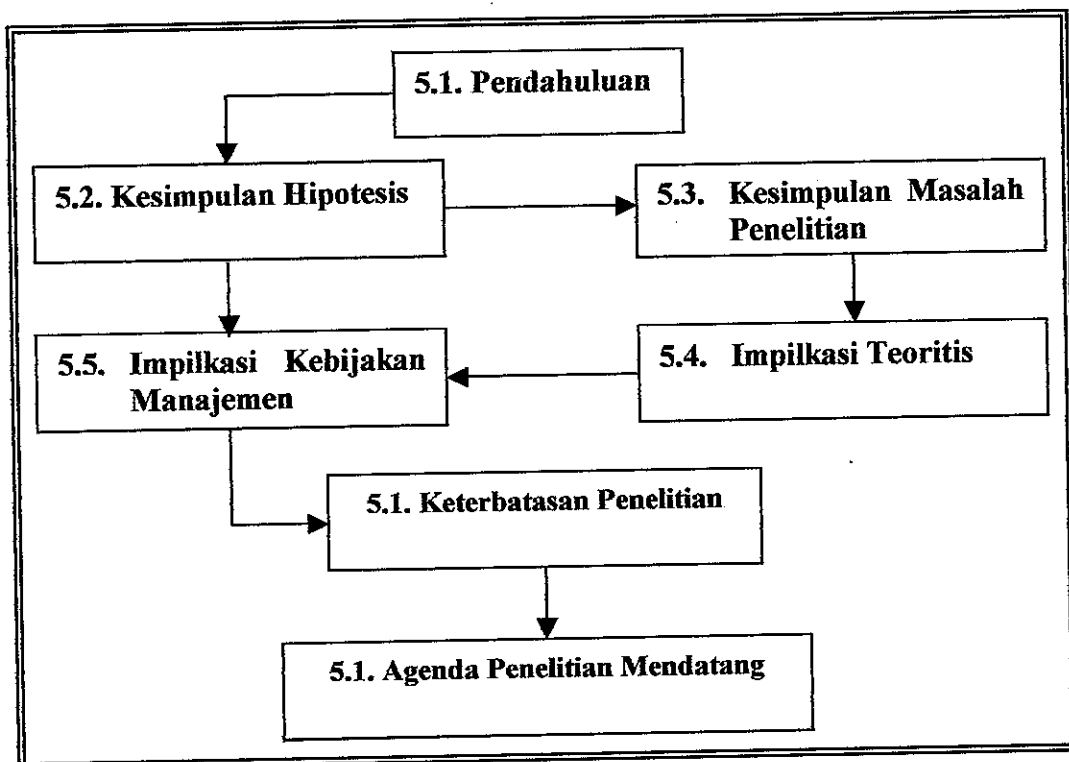 5.1. Pendahuluan
5.2. Kesimpulan Hipotesis
5.3. Kesimpulan Masalah
Penelitian
5.5. Impilkasi Kebijakan
Manajemen
5.4. Impilkasi Teoritis
5.1. Keterbatasan Penelitian
5.1. Agenda Penelitian Mendatang